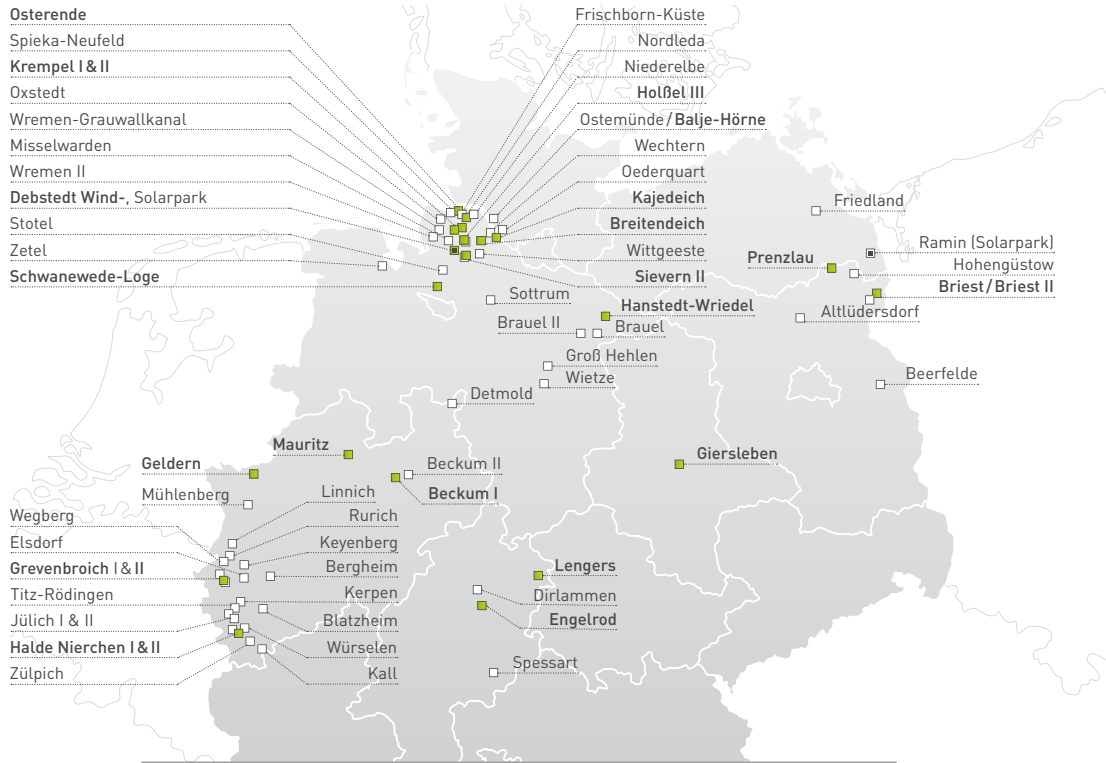 Osterende
Spieka-Neufeld
Krempel I & II
Oxstedt
Wremen-Grauwallkanal
Misselwarden
Wremen II
Debstedt Wind-, Solarpark
Stotel
Zetel
Schwanewede-Loge
Frischborn-Küste
Nordleda
Niederelbe
Holßel III
Ostemünde/Balje-Hörne
Wechtern
Oederquart
Kajedeich
Breitendeich
Wittgeeste
Sievern II
Friedland
Ramin (Solarpark)
Prenzlau
Hohengüstow
Briest/Briest II
Altlüdersdorf
Sottrum
Hanstedt-Wriedel
Brauel II
Brauel
Groß Hehlen
Wietze
Detmold
Beerfelde
Mauritz
Giersleben
Geldern
Beckum II
Beckum I
Mühlenberg
Linnich
Wegberg
Rurich
Elsdorf
Keyenberg
Grevenbroich I & II
Bergheim
Titz-Rödingen
Kerpen
Jülich I & II
Blatzheim
Halde Nierchen I & II
Würselen
Zülpich
Kall
Lengers
Dirlammen
Engelrod
Spessart